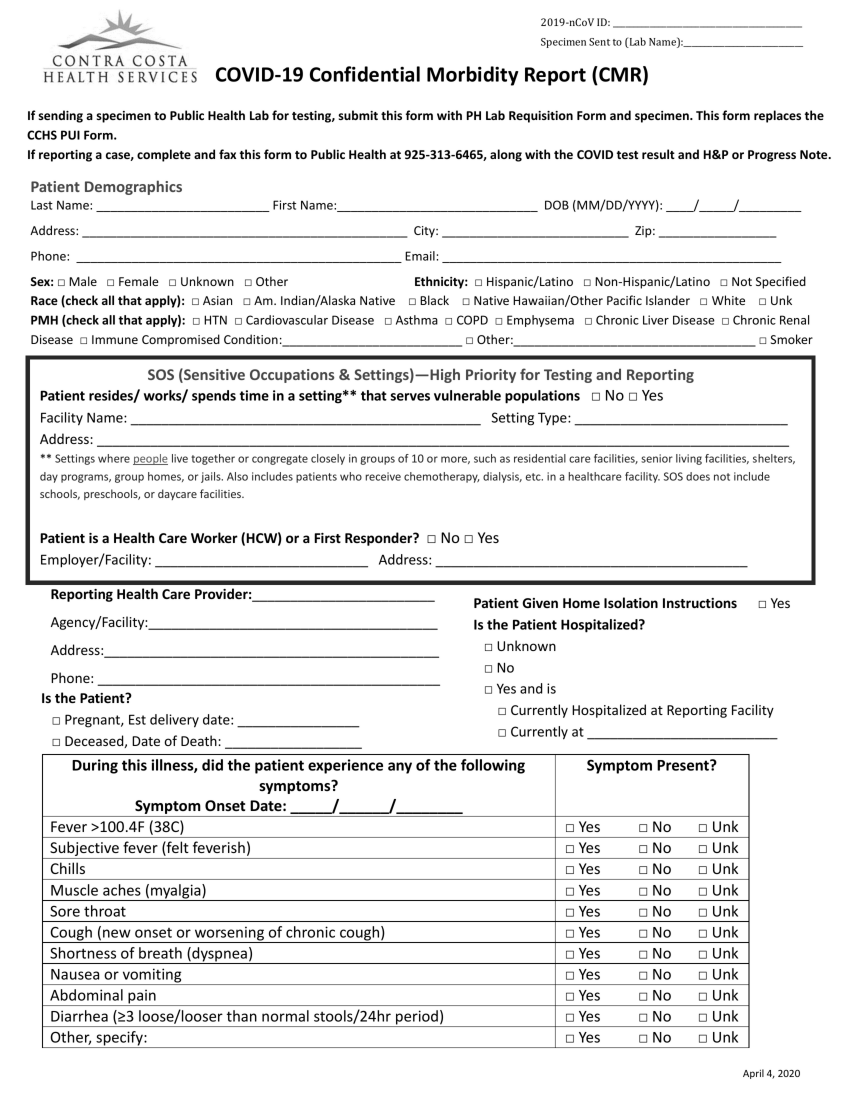 2019-nCoV ID: ______________________________
Specimen Sent to (Lab Name):___________________
CONTRA COSTA
HEALTH SERVICES
COVID-19 Confidential Morbidity Report (CMR)
If sending a specimen to Public Health Lab for testing, submit this form with PH Lab Requisition Form and specimen. This form replaces the
CCHS PUI Form.
If reporting a case, complete and fax this form to Public Health at 925-313-6465, along with the COVID test result and H&P or Progress Note.
Patient Demographics
Last Name: _________________________ First Name:_____________________________ DOB (MM/DD/YYYY): ____/_____/_________
Address: _______________________________________________ City: ___________________________ Zip: _________________
Phone: _______________________________________________ Email: _________________________________________________
Sex: □ Male □ Female □ Unknown □ Other Ethnicity: □ Hispanic/Latino □ Non-Hispanic/Latino □ Not Specified
Race (check all that apply): □ Asian □ Am. Indian/Alaska Native □ Black □ Native Hawaiian/Other Pacific Islander □ White □ Unk
PMH (check all that apply): □ HTN □ Cardiovascular Disease □ Asthma □ COPD □ Emphysema □ Chronic Liver Disease □ Chronic Renal
Disease □ Immune Compromised Condition:__________________________ □ Other:___________________________________ □ Smoker
SOS (Sensitive Occupations & Settings)—High Priority for Testing and Reporting
Patient resides/ works/ spends time in a setting** that serves vulnerable populations □ No □ Yes
Facility Name: ______________________________________________ Setting Type: ____________________________
Address: ___________________________________________________________________________________________
** Settings where people live together or congregate closely in groups of 10 or more, such as residential care facilities, senior living facilities, shelters,
day programs, group homes, or jails. Also includes patients who receive chemotherapy, dialysis, etc. in a healthcare facility. SOS does not include
schools, preschools, or daycare facilities.
Patient is a Health Care Worker (HCW) or a First Responder? □ No □ Yes
Employer/Facility: ____________________________ Address: _________________________________________
Reporting Health Care Provider:________________________
Agency/Facility:______________________________________
Address:____________________________________________
Phone: _____________________________________________
Is the Patient?
□ Pregnant, Est delivery date: ________________
□ Deceased, Date of Death: __________________
Patient Given Home Isolation Instructions □ Yes
Is the Patient Hospitalized?
□ Unknown
□ No
□ Yes and is
□ Currently Hospitalized at Reporting Facility
□ Currently at _________________________
During this illness, did the patient experience any of the following
symptoms?
Symptom Onset Date: _____/______/________
Symptom Present?
Fever >100.4F (38C) □ Yes □ No □ Unk
Subjective fever (felt feverish) □ Yes □ No □ Unk
Chills □ Yes □ No □ Unk
Muscle aches (myalgia) □ Yes □ No □ Unk
Sore throat □ Yes □ No □ Unk
Cough (new onset or worsening of chronic cough) □ Yes □ No □ Unk
Shortness of breath (dyspnea) □ Yes □ No □ Unk
Nausea or vomiting □ Yes □ No □ Unk
Abdominal pain □ Yes □ No □ Unk
Diarrhea (≥3 loose/looser than normal stools/24hr period) □ Yes □ No □ Unk
Other, specify: □ Yes □ No □ Unk
April 4, 2020